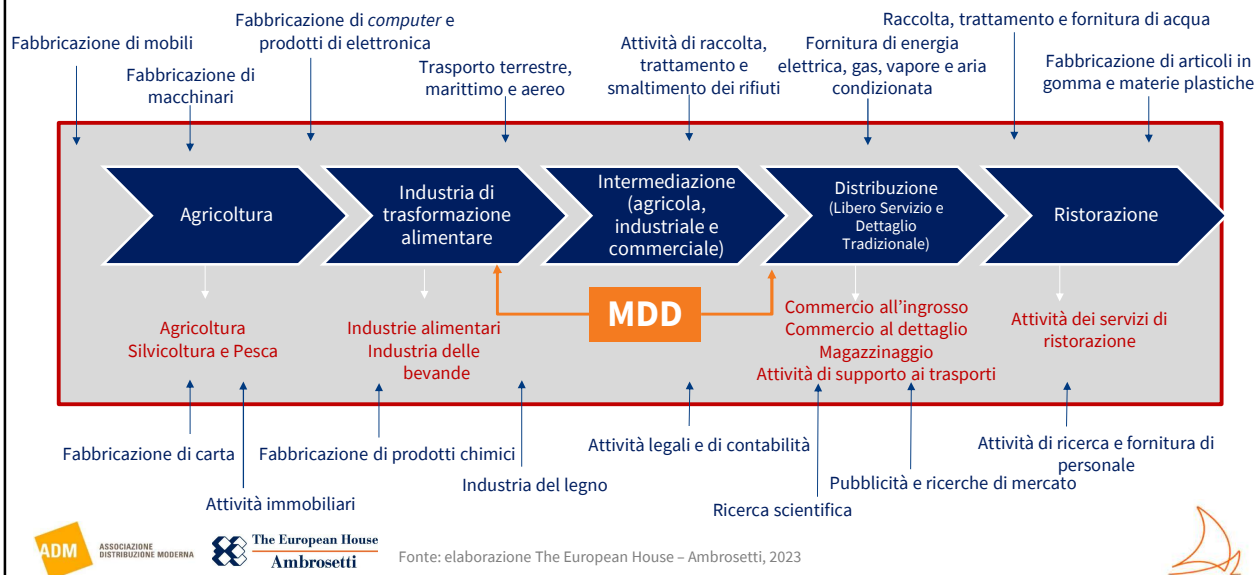 Fabbricazione di mobili
Fabbricazione di
macchinari
Fabbricazione di computer e
prodotti di elettronica
Trasporto terrestre,
marittimo e aereo
Attività di raccolta,
trattamento e
smaltimento dei rifiuti
Fornitura di energia
elettrica, gas, vapore e aria
condizionata
Raccolta, trattamento e fornitura di acqua
Fabbricazione di articoli in
gomma e materie plastiche
Agricoltura
Industria di
trasformazione
alimentare
Intermediazione
(agricola,
industriale e
commerciale)
Distribuzione
(Libero Servizio e
Dettaglio
Tradizionale)
Ristorazione
MDD
Agricoltura
Silvicoltura e Pesca
Industrie alimentari
Industria delle
bevande
Commercio all'ingrosso
Commercio al dettaglio
Magazzinaggio
Attività di supporto ai trasporti
Attività dei servizi di
ristorazione
Fabbricazione di carta
Attività immobiliari
Fabbricazione di prodotti chimici
Industria del legno
Attività legali e di contabilità
Ricerca scientifica
Pubblicità e ricerche di mercato
Attività di ricerca e fornitura di
personale
ADM
ASSOCIAZIONE
DISTRIBUZIONE MODERNA
The European House
Ambrosetti
Fonte: elaborazione The European House – Ambrosetti, 2023